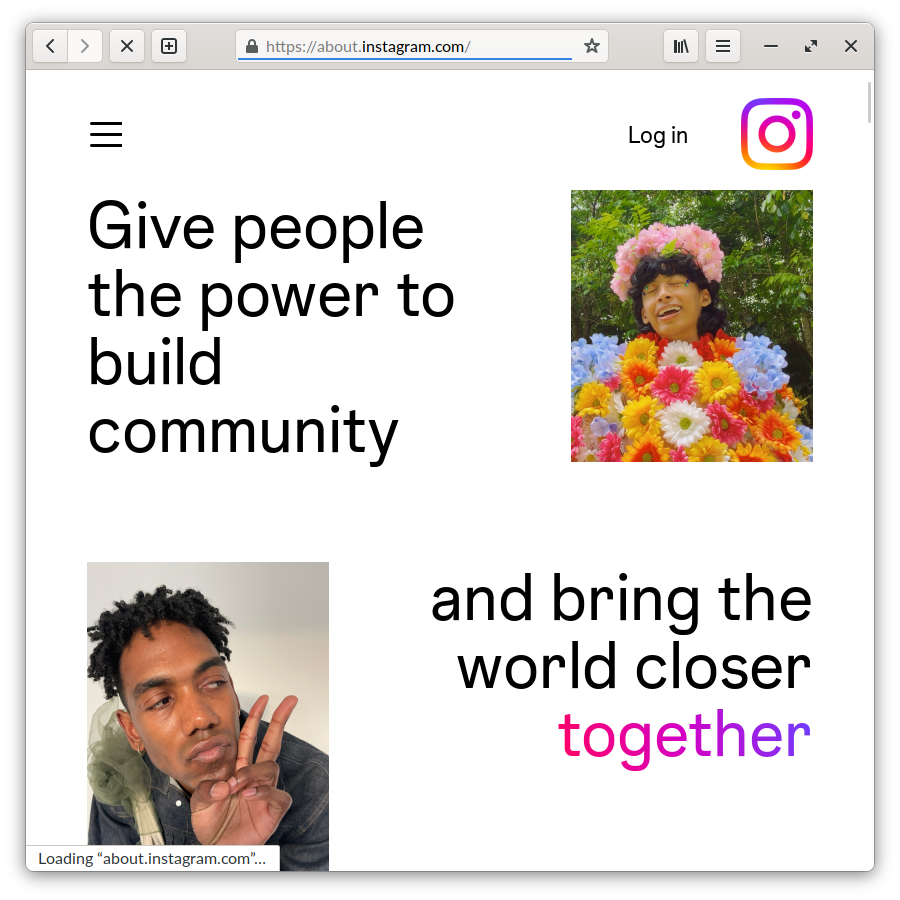 https://about.instagram.com/
Log in
Give people
the power to
build
community
and bring the
world closer
together
Loading “about.instagram.com”…